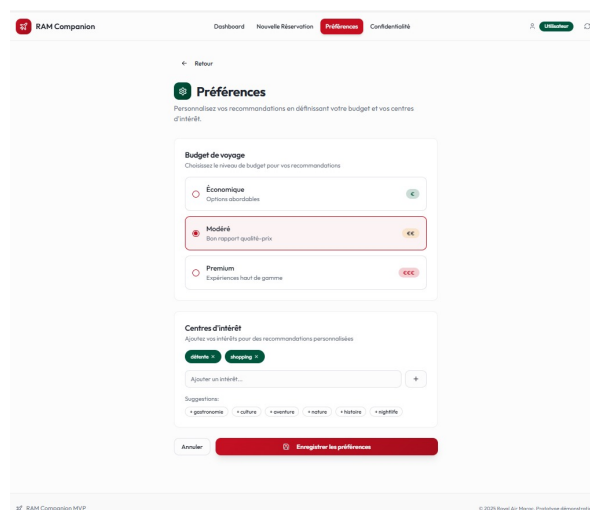 RAM Companion
Dashboard Nouvelle Réservation Préférences Confidentialité
Utilisateur
← Retour
Préférences
Personnalisez vos recommandations en définissant votre budget et vos centres
d'intérêt.
Budget de voyage
Choisissez le niveau de budget pour vos recommandations
Économique
Options abordables
€
Modéré
Bon rapport qualité-prix
€€
Premium
Expériences haut de gamme
€€€
Centres d'intérêt
Ajoutez vos intérêts pour des recommandations personnalisées
détente × shopping ×
Ajouter un intérêt...
+
Suggestions:
+ gastronomie + culture + aventure + nature + histoire + nightlife
Annuler
Enregistrer les préférences
RAM Companion MVP
© 2025 Royal Air Maroc. Prototype